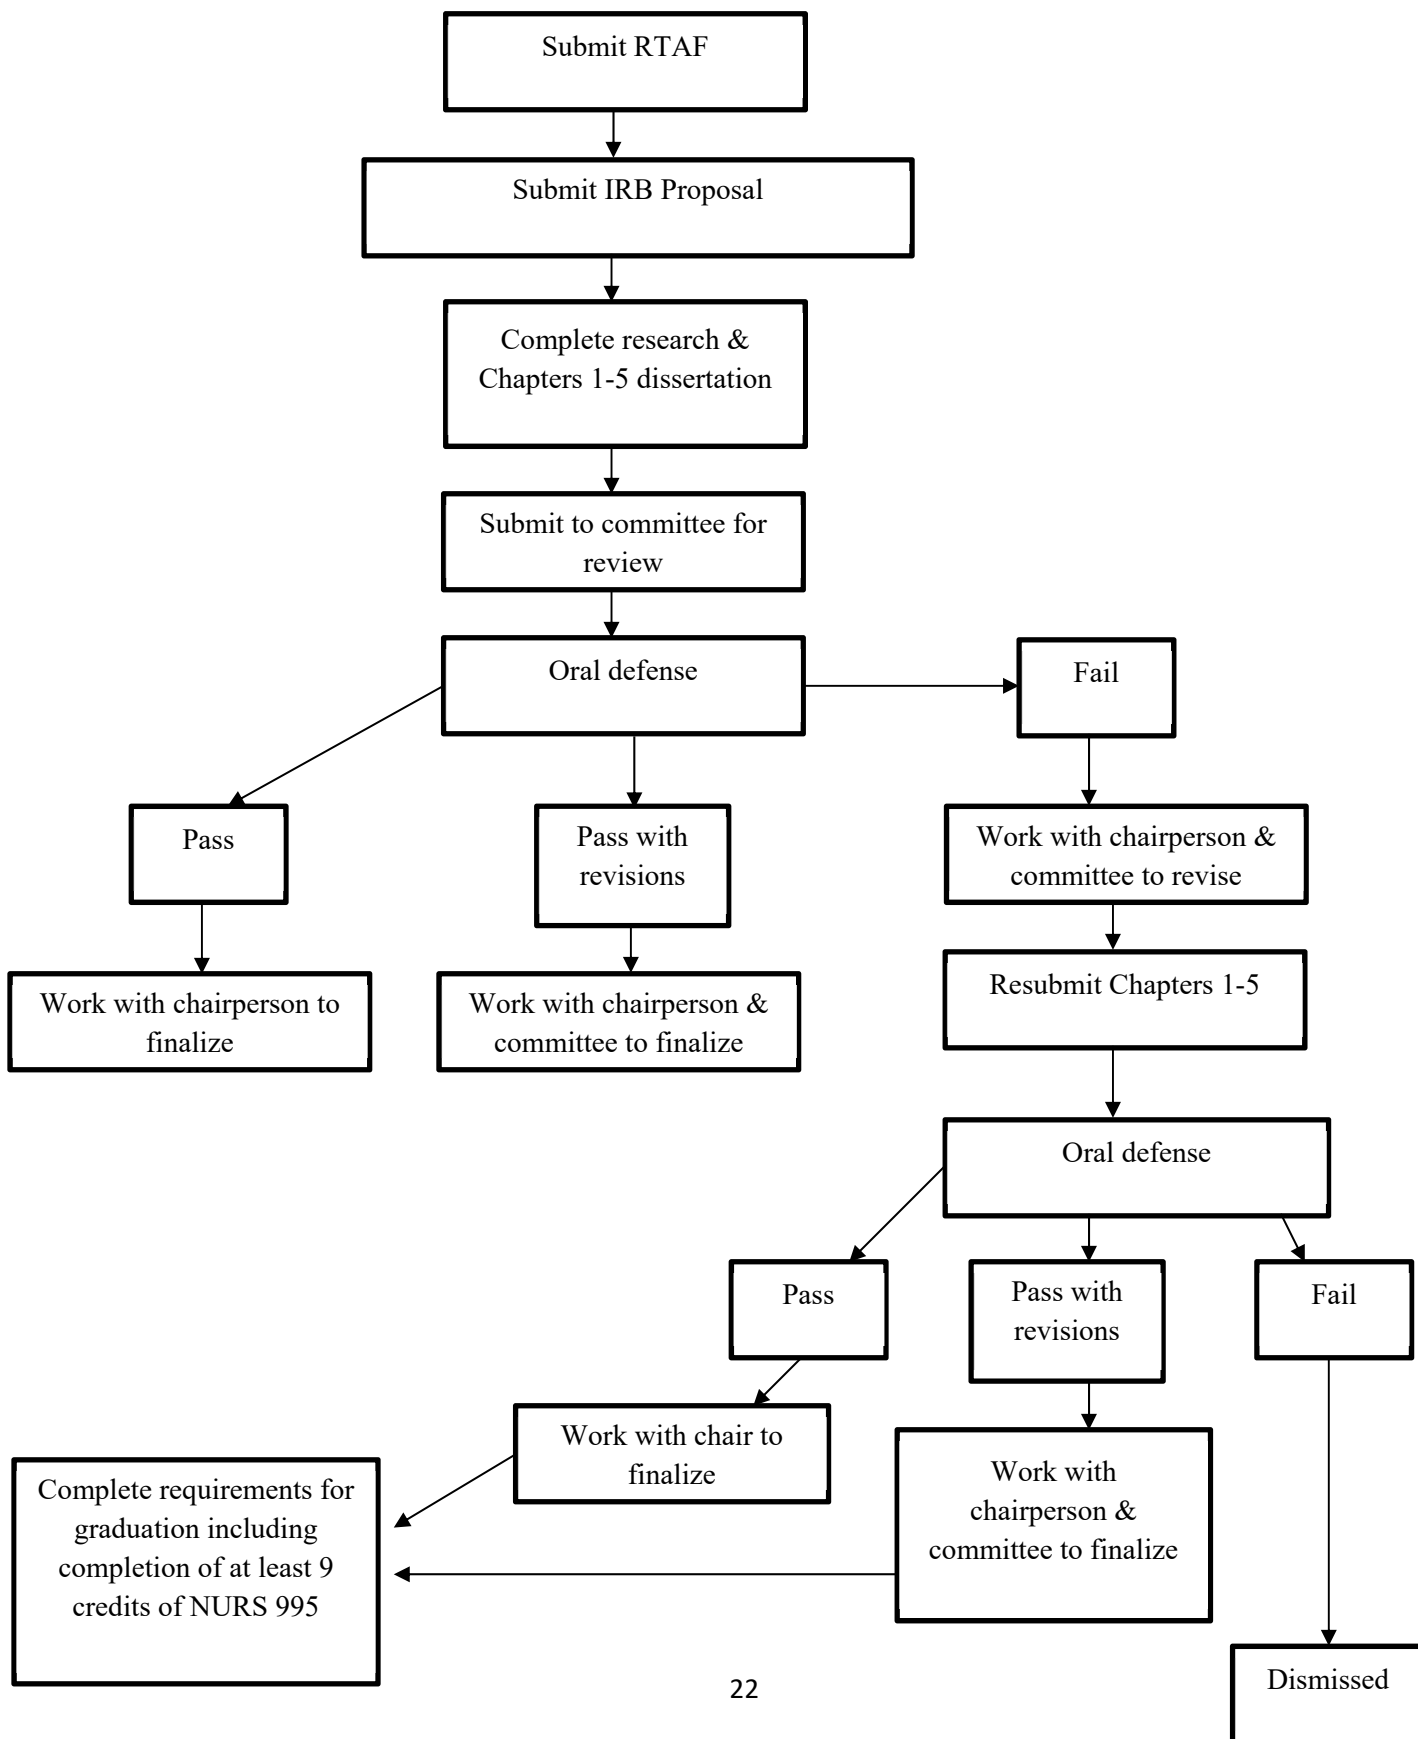 Submit RTAF
Submit IRB Proposal
Complete research &
Chapters 1-5 dissertation
Submit to committee for
review
Oral defense
Fail
Pass
Pass with
revisions
Work with chairperson &
committee to revise
Work with chairperson to
finalize
Work with chairperson &
committee to finalize
Resubmit Chapters 1-5
Oral defense
Pass
Pass with
revisions
Fail
Work with chair to
finalize
Work with
chairperson &
committee to finalize
Complete requirements for
graduation including
completion of at least 9
credits of NURS 995
Dismissed
22